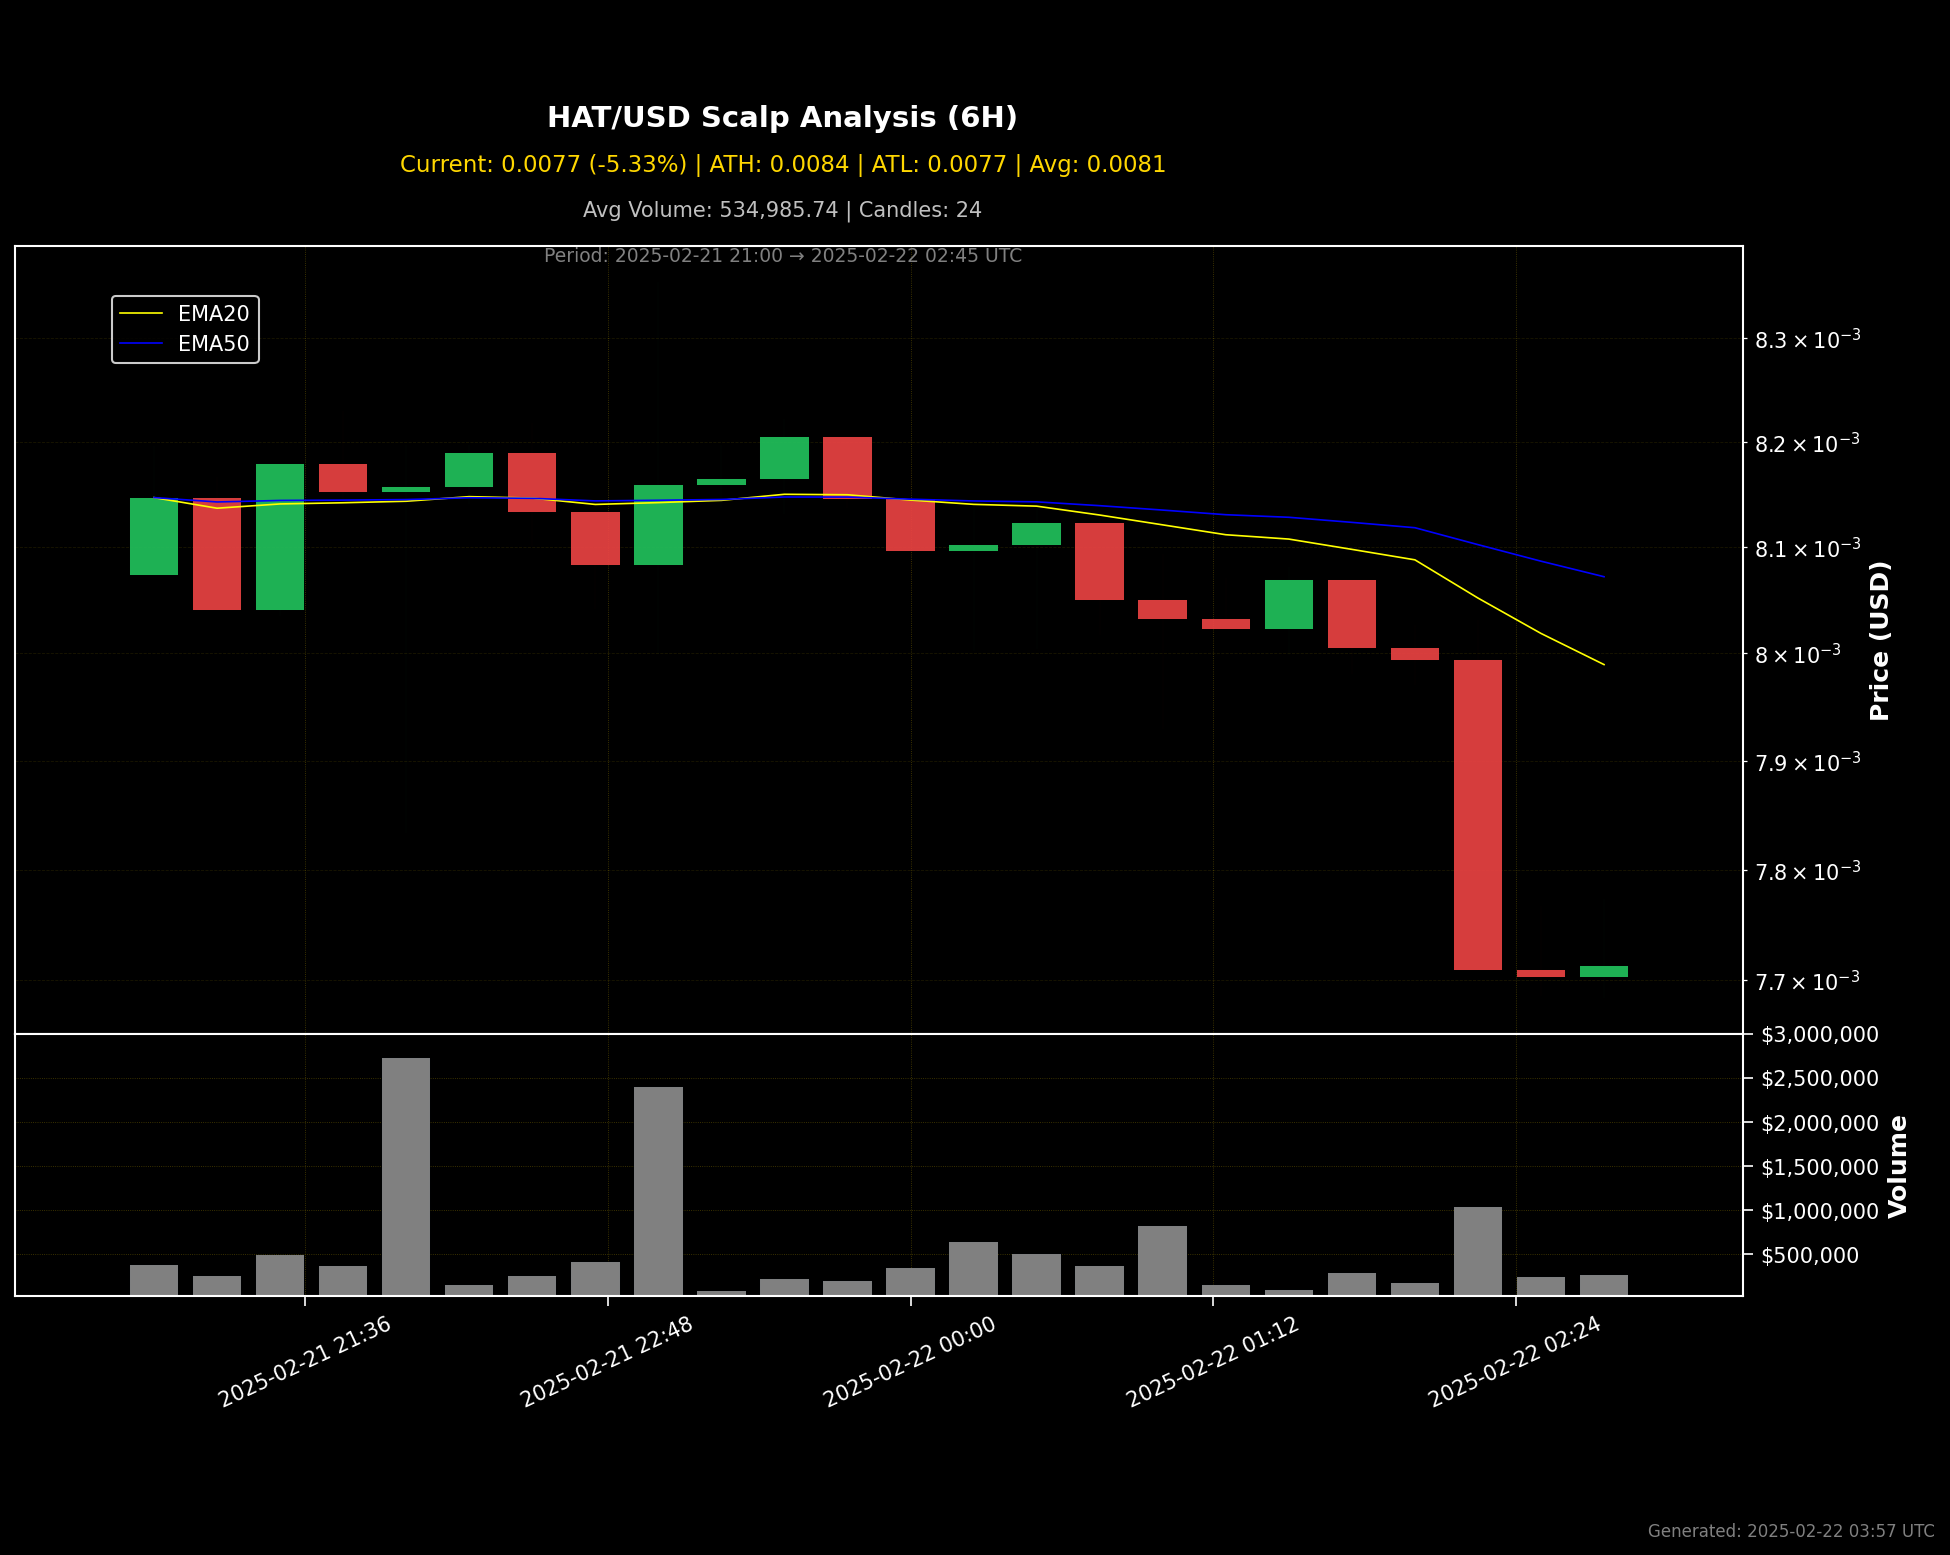 HAT/USD Scalp Analysis (6H)
Current: 0.0077 (-5.33%) | ATH: 0.0084 | ATL: 0.0077 | Avg: 0.0081
Avg Volume: 534,985.74 | Candles: 24
Period: 2025-02-21 21:00 → 2025-02-22 02:45 UTC
EMA20
EMA50
8.3 × 10⁻³
8.2 × 10⁻³
8.1 × 10⁻³
8 × 10⁻³
7.9 × 10⁻³
7.8 × 10⁻³
7.7 × 10⁻³
Price (USD)
$3,000,000
$2,500,000
$2,000,000
$1,500,000
$1,000,000
$500,000
Volume
2025-02-21 21:36
2025-02-21 22:48
2025-02-22 00:00
2025-02-22 01:12
2025-02-22 02:24
Generated: 2025-02-22 03:57 UTC